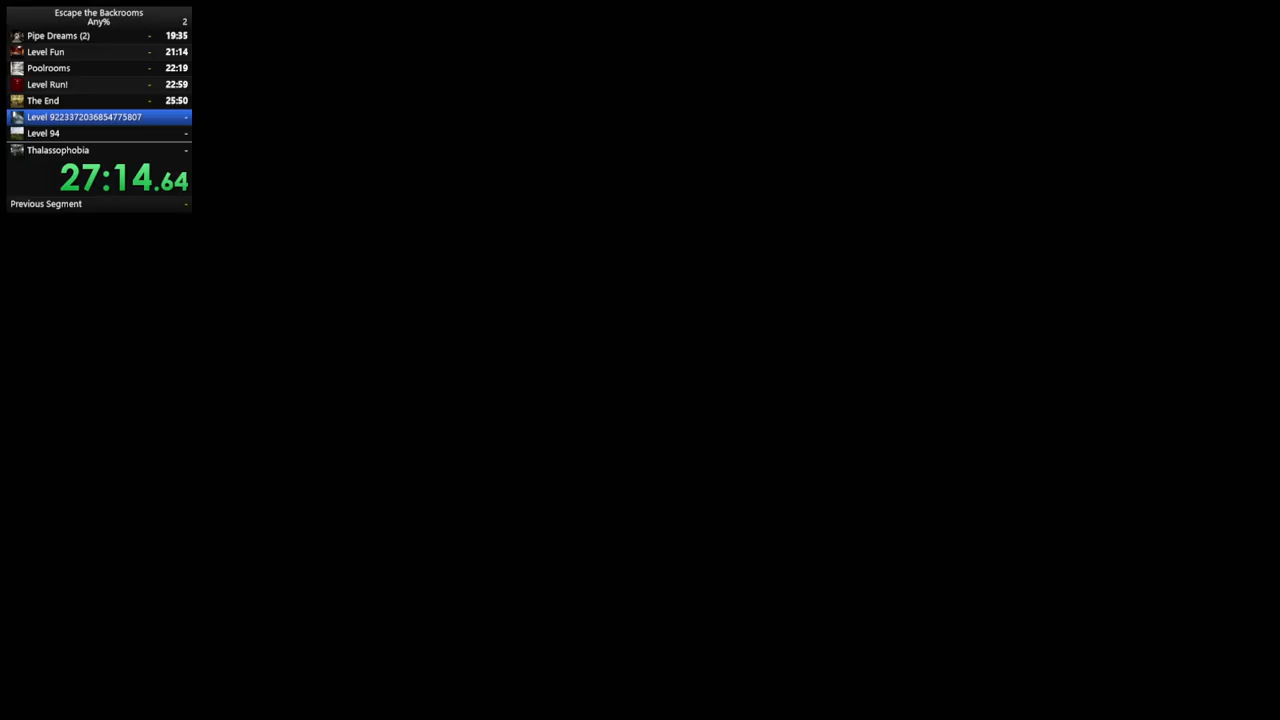 Escape the Backrooms
Any%
2
Pipe Dreams (2) - 19:35
Level Fun - 21:14
Poolrooms - 22:19
Level Run! - 22:59
The End - 25:50
Level 9223372036854775807 -
Level 94 -
Thalassophobia -
27:14.64
Previous Segment -